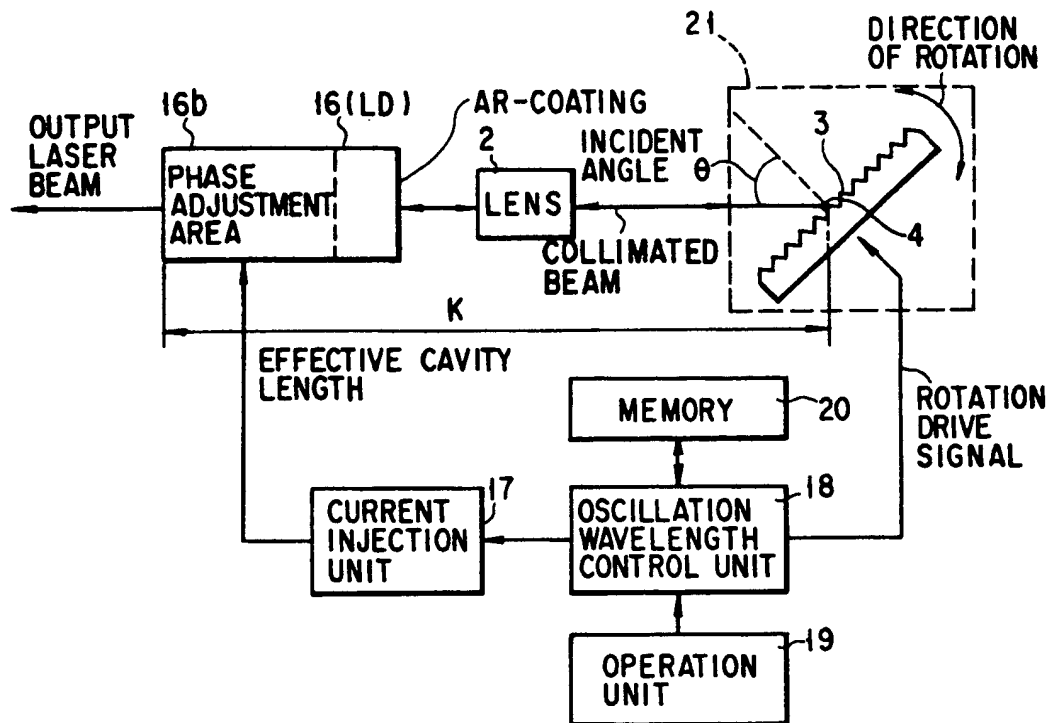 21
DIRECTION
OF ROTATION
16b
16(LD)
AR-COATING
OUTPUT
LASER
BEAM
PHASE
ADJUSTMENT
AREA
2
LENS
INCIDENT
ANGLE θ
3
4
COLLIMATED
BEAM
K
EFFECTIVE CAVITY
LENGTH
MEMORY
20
ROTATION
DRIVE
SIGNAL
17
CURRENT
INJECTION
UNIT
18
OSCILLATION
WAVELENGTH
CONTROL UNIT
19
OPERATION
UNIT